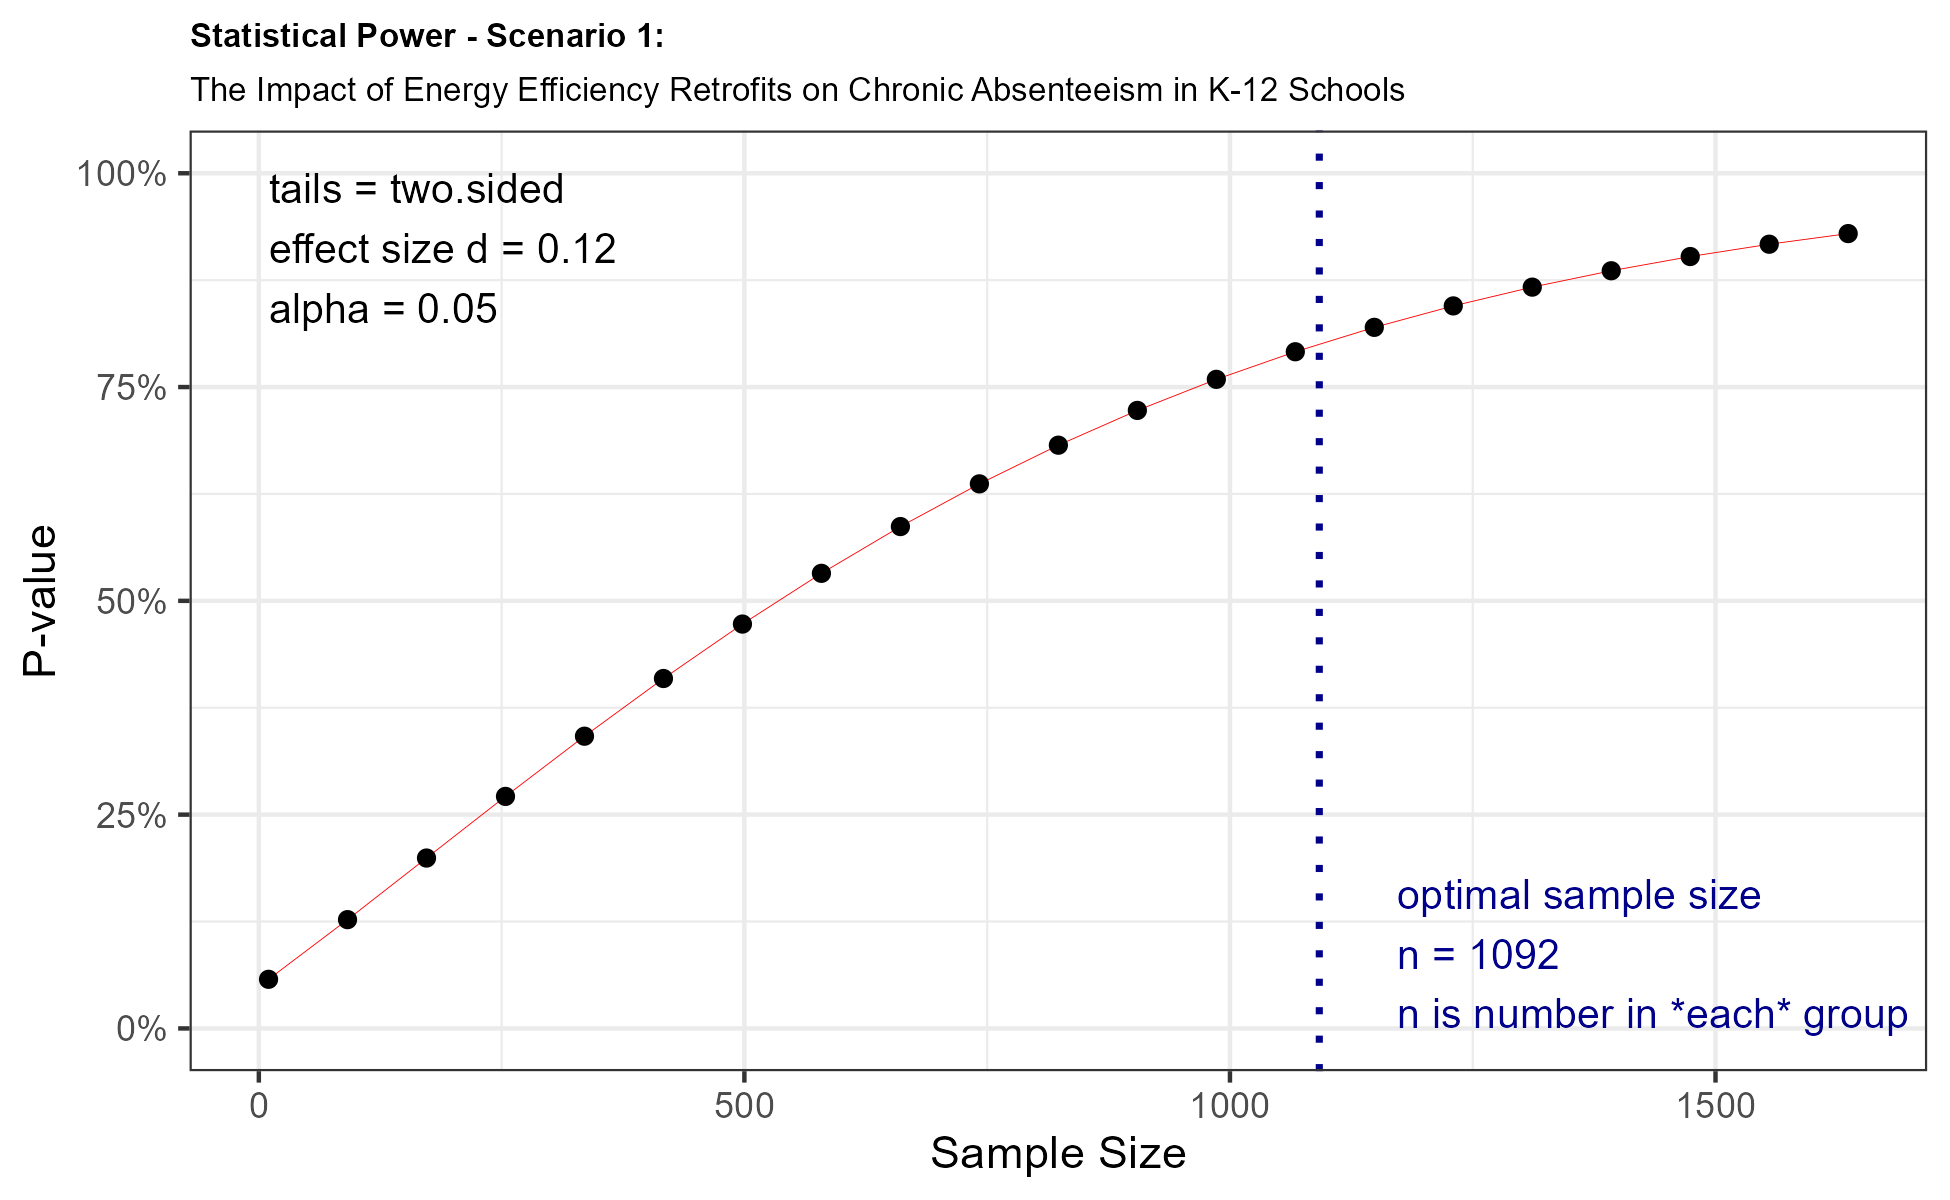 Statistical Power - Scenario 1:
The Impact of Energy Efficiency Retrofits on Chronic Absenteeism in K-12 Schools
100%
75%
50%
25%
0%
P-value
tails = two.sided
effect size d = 0.12
alpha = 0.05
optimal sample size
n = 1092
n is number in *each* group
0
500
1000
1500
Sample Size